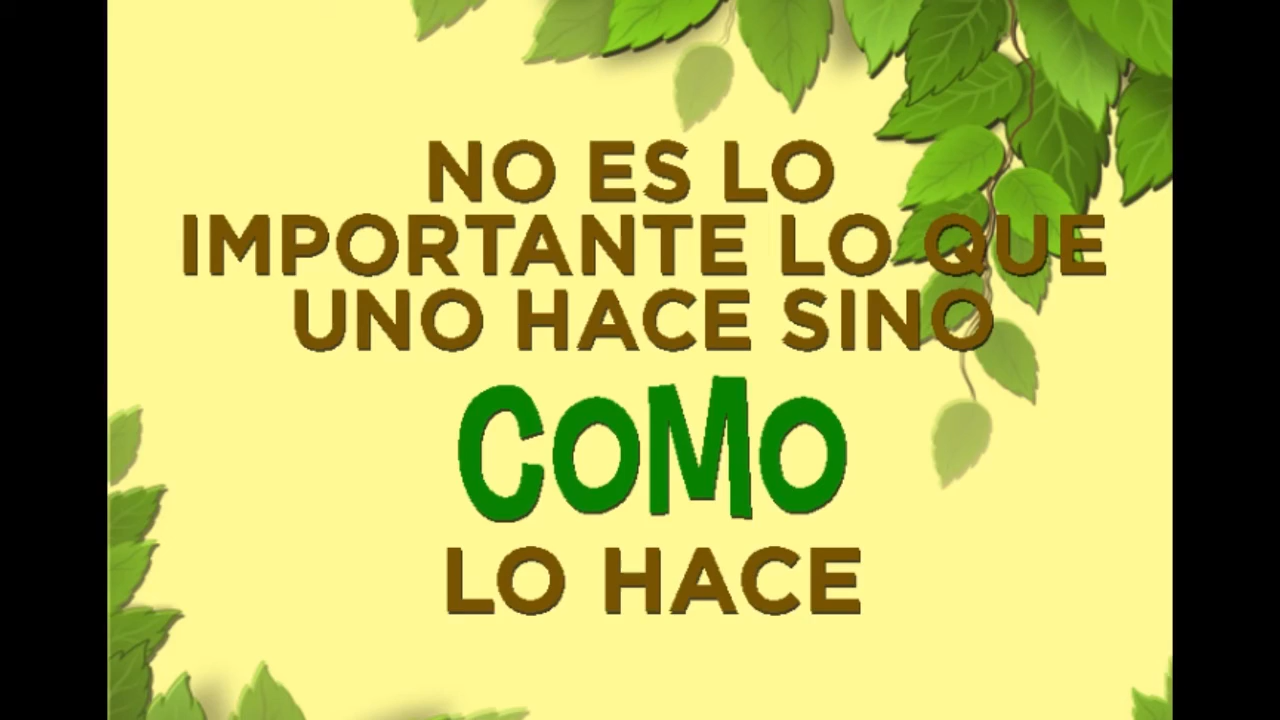 NO ES LO
IMPORTANTE LO QUE
UNO HACE SINO
COMO
LO HACE